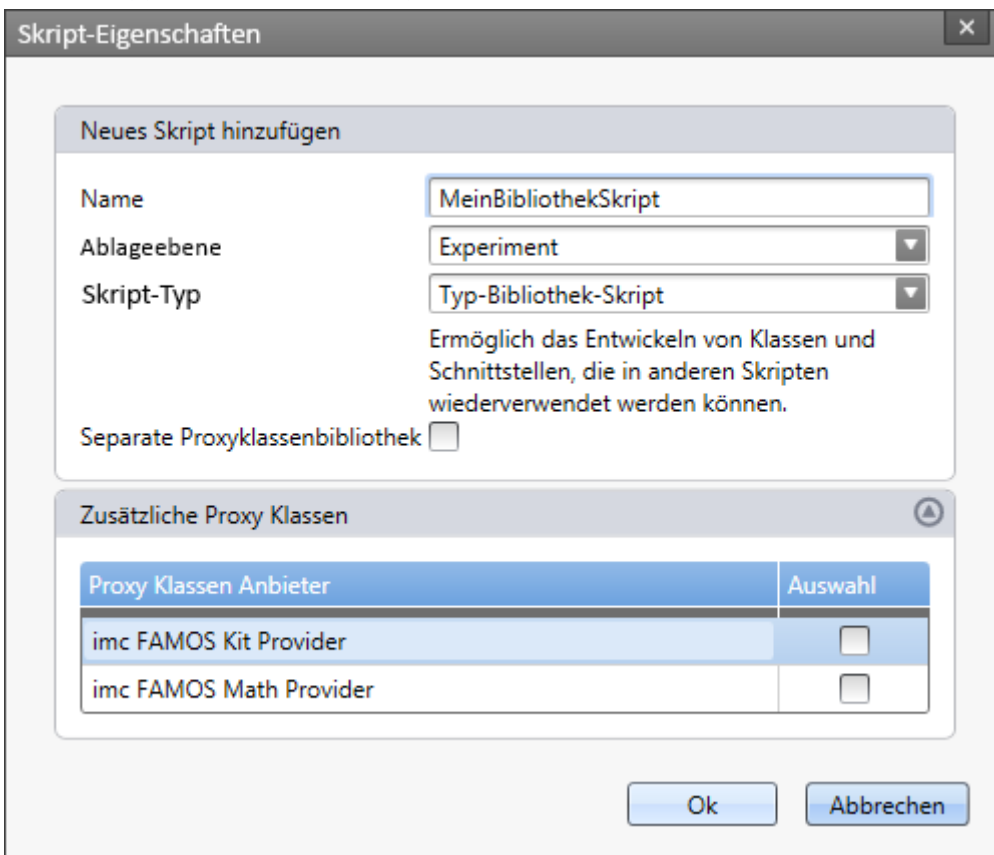 Skript-Eigenschaften
Neues Skript hinzufügen
Name MeinBibliothekSkript
Ablageebene Experiment
Skript-Typ Typ-Bibliothek-Skript
Ermöglich das Entwickeln von Klassen und
Schnittstellen, die in anderen Skripten
wiederverwendet werden können.
Separate Proxyklassenbibliothek
Zusätzliche Proxy Klassen
Proxy Klassen Anbieter Auswahl
imc FAMOS Kit Provider
imc FAMOS Math Provider
Ok Abbrechen